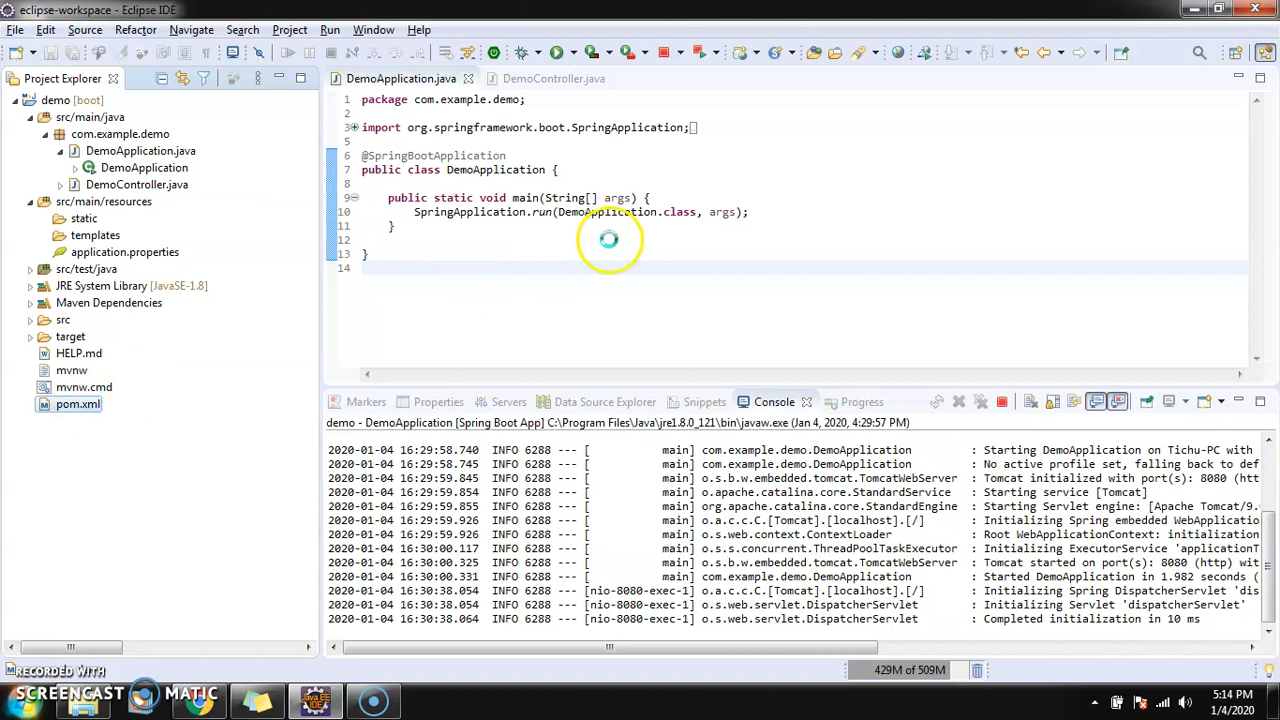 eclipse-workspace - Eclipse IDE
File Edit Source Refactor Navigate Search Project Run Window Help
Project Explorer
demo [boot]
src/main/java
com.example.demo
DemoApplication.java
DemoApplication
DemoController.java
src/main/resources
static
templates
application.properties
src/test/java
JRE System Library [JavaSE-1.8]
Maven Dependencies
src
target
HELP.md
mvnw
mvnw.cmd
pom.xml
DemoApplication.java DemoController.java
1 package com.example.demo;
2
3 import org.springframework.boot.SpringApplication;
5
6 @SpringBootApplication
7 public class DemoApplication {
8
9 public static void main(String[] args) {
10 SpringApplication.run(DemoApplication.class, args);
11 }
12
13 }
14
Markers Properties Servers Data Source Explorer Snippets Console Progress
demo - DemoApplication [Spring Boot App] C:\Program Files\Java\jre1.8.0_121\bin\javaw.exe (Jan 4, 2020, 4:29:57 PM)
2020-01-04 16:29:58.740 INFO 6288 --- [ main] com.example.demo.DemoApplication : Starting DemoApplication on Tichu-PC with
2020-01-04 16:29:58.745 INFO 6288 --- [ main] com.example.demo.DemoApplication : No active profile set, falling back to def
2020-01-04 16:29:59.845 INFO 6288 --- [ main] o.s.b.w.embedded.tomcat.TomcatWebServer : Tomcat initialized with port(s): 8080 (htt
2020-01-04 16:29:59.854 INFO 6288 --- [ main] o.apache.catalina.core.StandardService : Starting service [Tomcat]
2020-01-04 16:29:59.855 INFO 6288 --- [ main] org.apache.catalina.core.StandardEngine : Starting Servlet engine: [Apache Tomcat/9.
2020-01-04 16:29:59.926 INFO 6288 --- [ main] o.a.c.c.C.[Tomcat].[localhost].[/] : Initializing Spring embedded WebApplicatio
2020-01-04 16:29:59.926 INFO 6288 --- [ main] o.s.web.context.ContextLoader : Root WebApplicationContext: initialization
2020-01-04 16:30:00.117 INFO 6288 --- [ main] o.s.s.concurrent.ThreadPoolTaskExecutor : Initializing ExecutorService 'applicationT
2020-01-04 16:30:00.325 INFO 6288 --- [ main] o.s.b.w.embedded.tomcat.TomcatWebServer : Tomcat started on port(s): 8080 (http) wit
2020-01-04 16:30:00.331 INFO 6288 --- [ main] com.example.demo.DemoApplication : Started DemoApplication in 1.982 seconds (
2020-01-04 16:30:38.054 INFO 6288 --- [nio-8080-exec-1] o.a.c.c.C.[Tomcat].[localhost].[/] : Initializing Spring DispatcherServlet 'dis
2020-01-04 16:30:38.054 INFO 6288 --- [nio-8080-exec-1] o.s.web.servlet.DispatcherServlet : Initializing Servlet 'dispatcherServlet'
2020-01-04 16:30:38.064 INFO 6288 --- [nio-8080-exec-1] o.s.web.servlet.DispatcherServlet : Completed initialization in 10 ms
429M of 509M
RECORDED WITH
SCREENCAST MATIC
Java EE
IDE
5:14 PM
1/4/2020